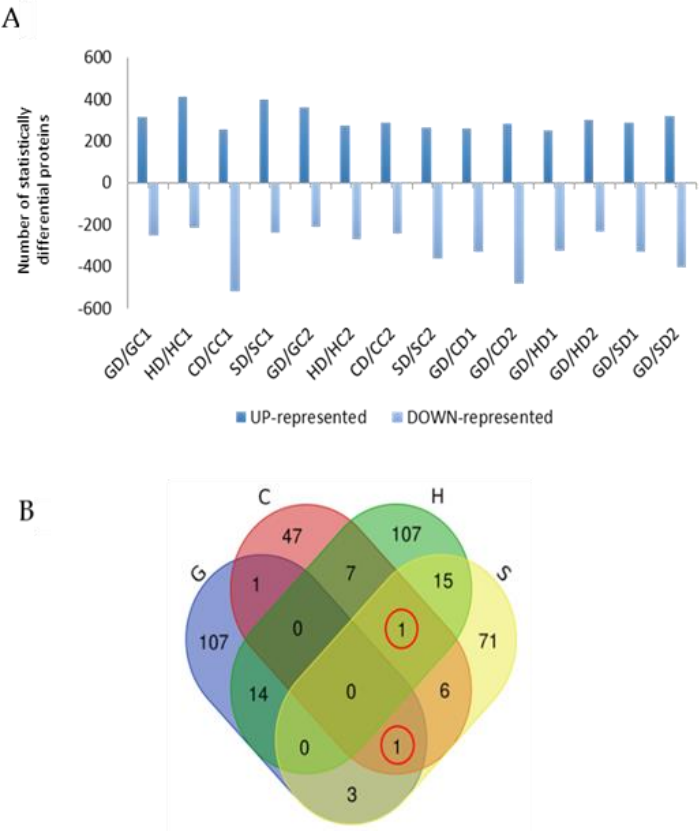 A
600
400
200
0
-200
-400
-600
Number of statistically
differential proteins
GD/GC1
HD/HC1
CD/CC1
SD/SC1
GD/GC2
HD/HC2
CD/CC2
SD/SC2
GD/CD1
GD/CD2
GD/HD1
GD/HD2
GD/SD1
GD/SD2
UP-represented DOWN-represented
B
C H
G S
47 107
1 7 15
107 0 1 71
14 0 6
0 1
3